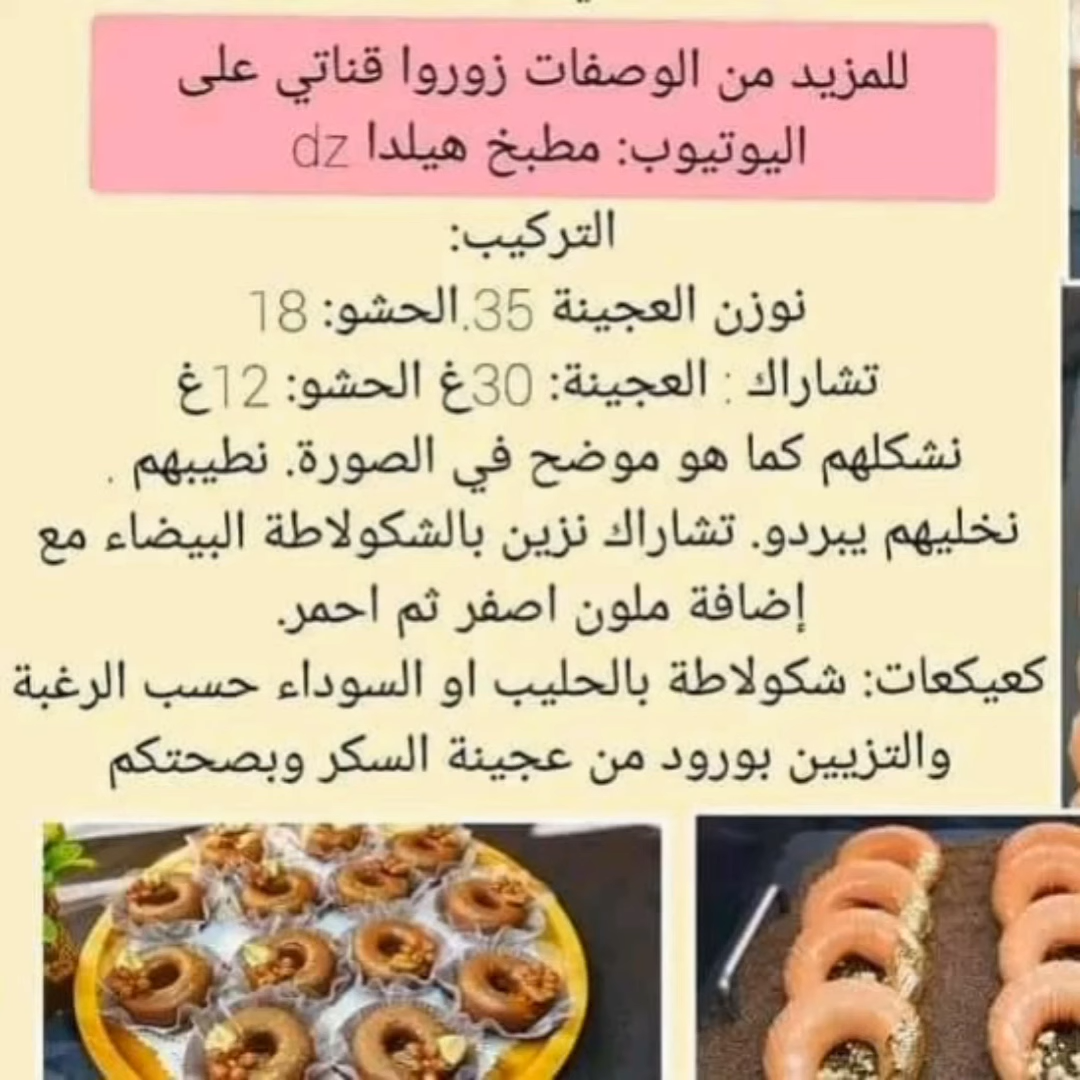 للمزيد من الوصفات زوروا قناتي على
اليوتيوب: مطبخ هيلدا dz
التركيب:
نوزن العجينة 35.الحشو: 18
تشاراك : العجينة: 30غ الحشو: 12غ
نشكلهم كما هو موضح في الصورة. نطيبهم .
نخليهم يبردو. تشاراك نزين بالشكولاطة البيضاء مع
إضافة ملون اصفر ثم احمر.
كعيكعات: شكولاطة بالحليب او السوداء حسب الرغبة
والتزيين بورود من عجينة السكر وبصحتكم